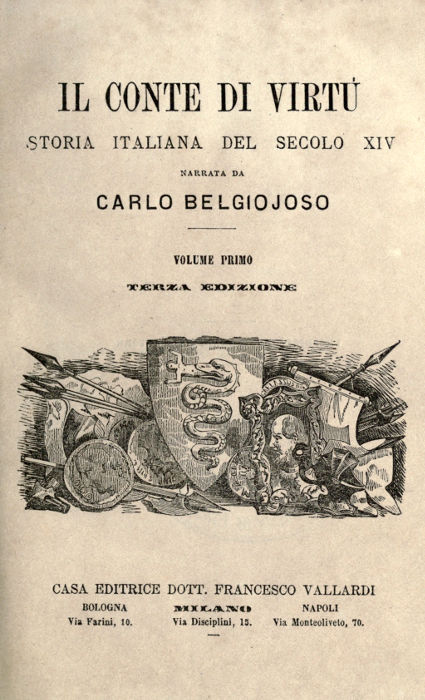 IL CONTE DI VIRTÚ
STORIA ITALIANA DEL SECOLO XIV
NARRATA DA
CARLO BELGIOJOSO
VOLUME PRIMO
TERZA EDIZIONE
CASA EDITRICE DOTT. FRANCESCO VALLARDI
BOLOGNA MILANO NAPOLI
Via Farini, 10. Via Disciplini, 15. Via Monteoliveto, 70.